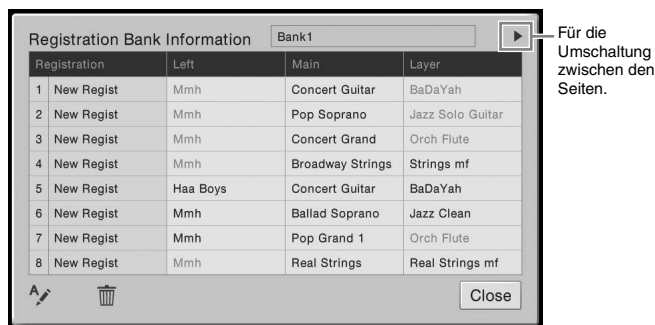 Registration Bank Information Bank1
Registration Left Main Layer
1 New Regist Mmh Concert Guitar BaDaYah
2 New Regist Mmh Pop Soprano Jazz Solo Guitar
3 New Regist Mmh Concert Grand Orch Flute
4 New Regist Mmh Broadway Strings Strings mf
5 New Regist Haa Boys Concert Guitar BaDaYah
6 New Regist Mmh Ballad Soprano Jazz Clean
7 New Regist Mmh Pop Grand 1 Orch Flute
8 New Regist Mmh Real Strings Real Strings mf
A
Close
Für die
Umschaltung
zwischen den
Seiten.